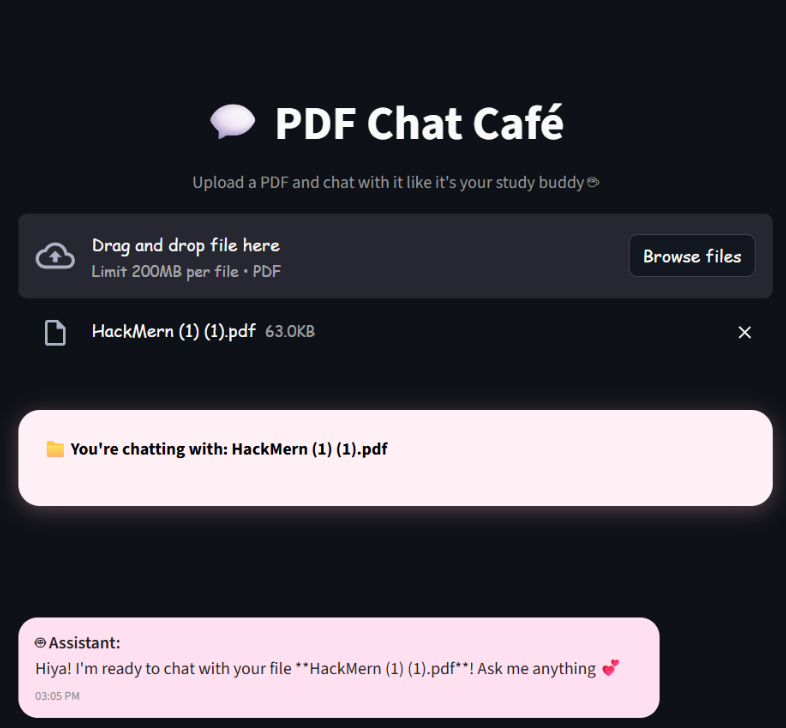 💬 PDF Chat Café
Upload a PDF and chat with it like it's your study buddy ☕
Drag and drop file here
Limit 200MB per file • PDF
Browse files
HackMern (1) (1).pdf 63.0KB
📁 You're chatting with: HackMern (1) (1).pdf
Assistant:
Hiya! I'm ready to chat with your file **HackMern (1) (1).pdf**! Ask me anything 💞
03:05 PM